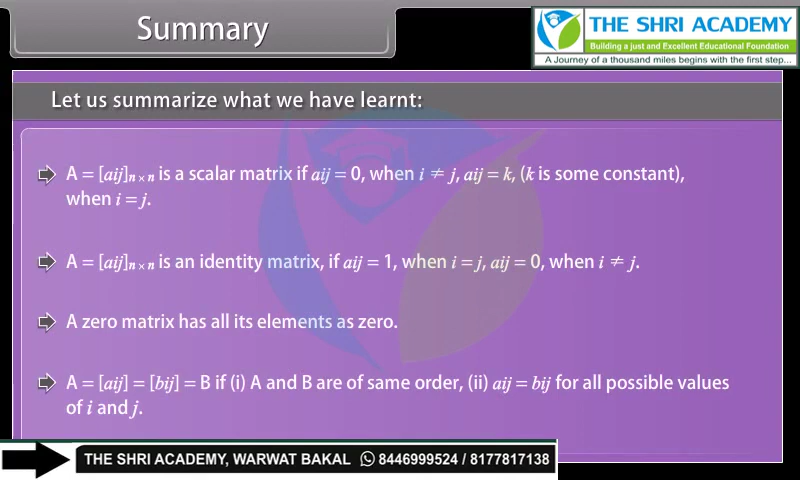 Summary
THE SHRI ACADEMY
Building a just and Excellent Educational Foundation
A Journey of a thousand miles begins with the first step...
Let us summarize what we have learnt:
A = [aij]n × n is a scalar matrix if aij = 0, when i ≠ j, aij = k, (k is some constant),
when i = j.
A = [aij]n × n is an identity matrix, if aij = 1, when i = j, aij = 0, when i ≠ j.
A zero matrix has all its elements as zero.
A = [aij] = [bij] = B if (i) A and B are of same order, (ii) aij = bij for all possible values
of i and j.
THE SHRI ACADEMY, WARWAT BAKAL 8446999524 / 8177817138